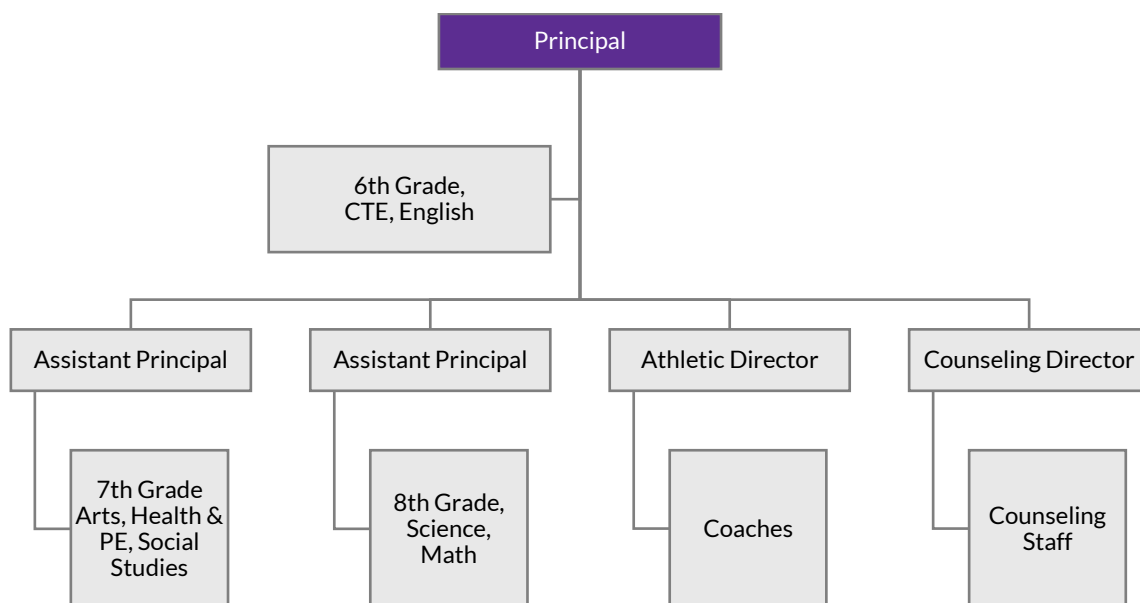 Principal
6th Grade,
CTE, English
Assistant Principal
Assistant Principal
Athletic Director
Counseling Director
7th Grade
Arts, Health &
PE, Social
Studies
8th Grade,
Science,
Math
Coaches
Counseling
Staff